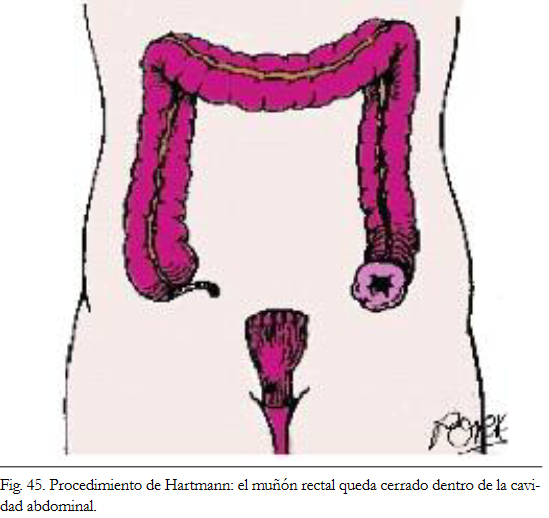 Fig. 45. Procedimiento de Hartmann: el muñón rectal queda cerrado dentro de la cavi-
dad abdominal.